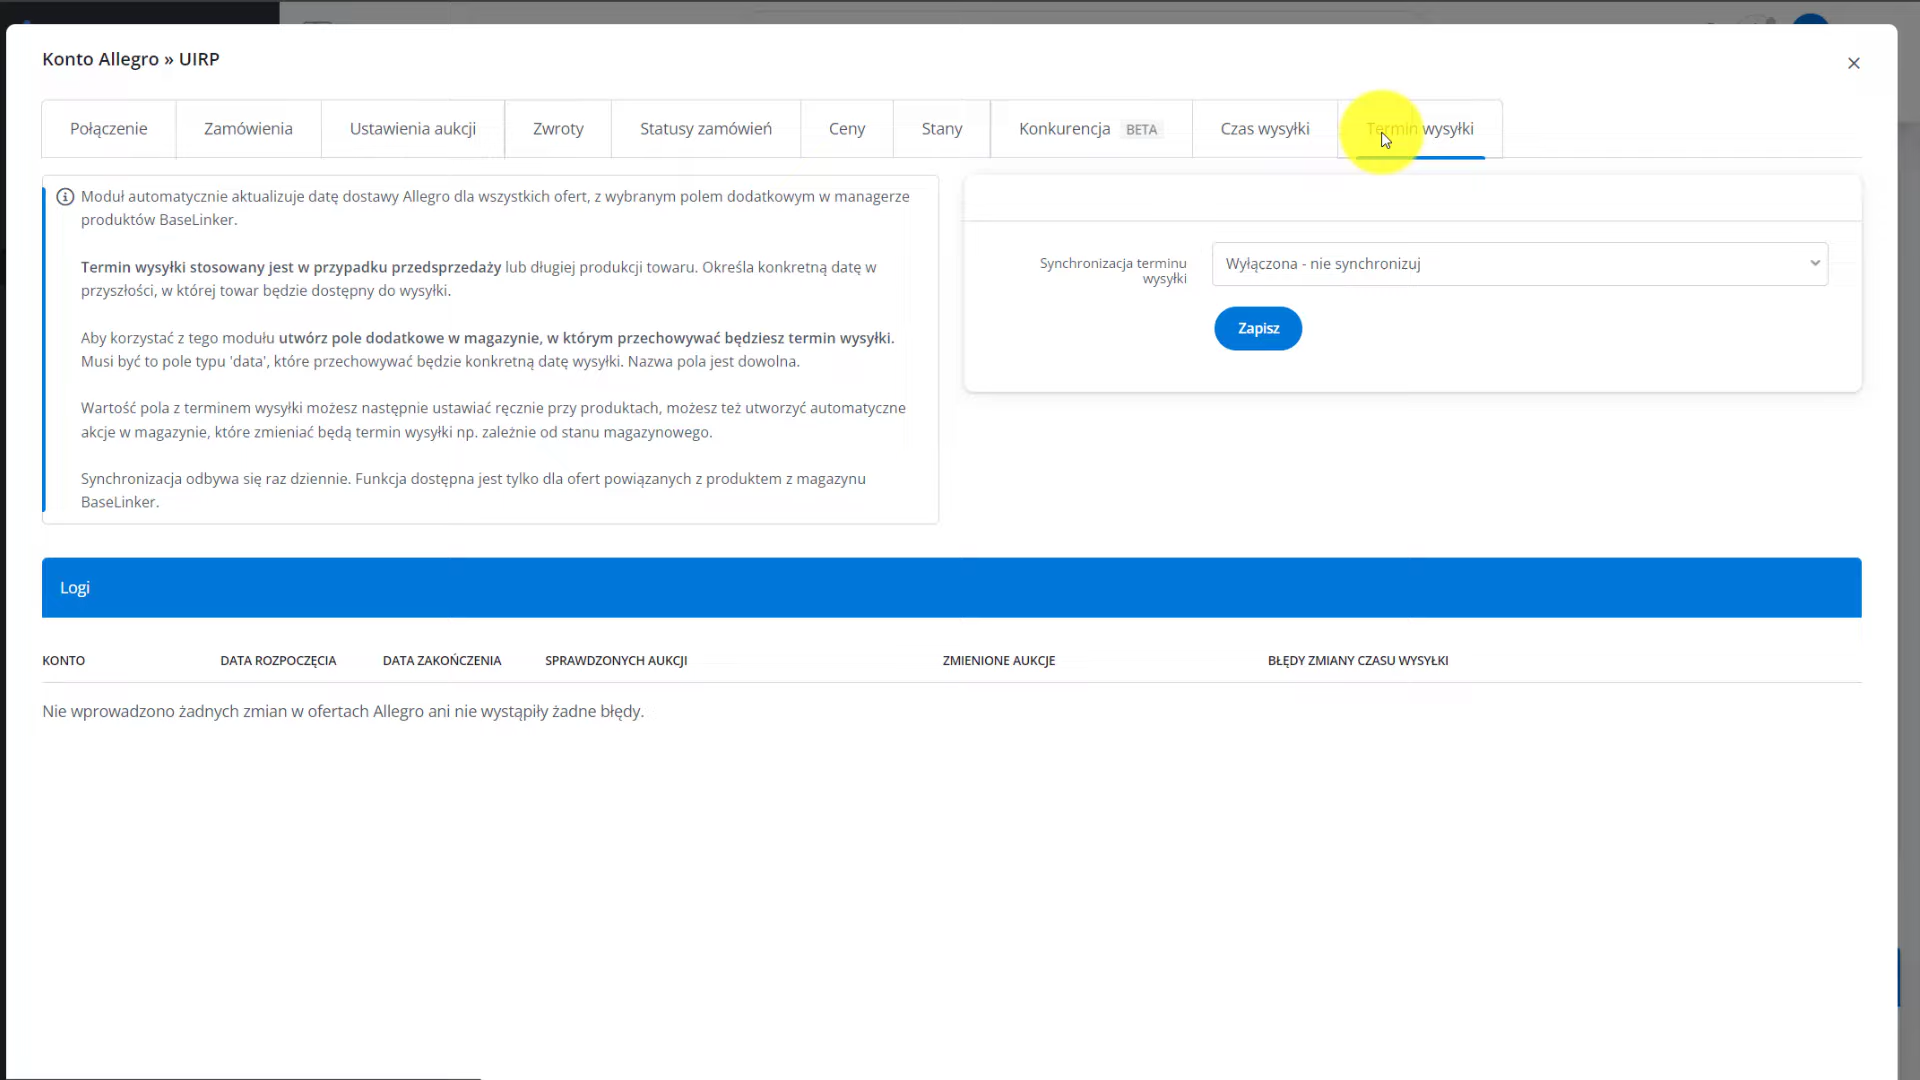 Konto Allegro » UIRP
Połączenie
Zamówienia
Ustawienia aukcji
Zwroty
Statusy zamówień
Ceny
Stany
Konkurencja BETA
Czas wysyłki
Termin wysyłki
Moduł automatycznie aktualizuje datę dostawy Allegro dla wszystkich ofert, z wybranym polem dodatkowym w managerze
produktów BaseLinker.
Termin wysyłki stosowany jest w przypadku przedsprzedaży lub długiej produkcji towaru. Określa konkretną datę w
przyszłości, w której towar będzie dostępny do wysyłki.
Aby korzystać z tego modułu utwórz pole dodatkowe w magazynie, w którym przechowywać będziesz termin wysyłki.
Musi być to pole typu 'data', które przechowywać będzie konkretną datę wysyłki. Nazwa pola jest dowolna.
Wartość pola z terminem wysyłki możesz następnie ustawiać ręcznie przy produktach, możesz też utworzyć automatyczne
akcje w magazynie, które zmieniać będą termin wysyłki np. zależnie od stanu magazynowego.
Synchronizacja odbywa się raz dziennie. Funkcja dostępna jest tylko dla ofert powiązanych z produktem z magazynu
BaseLinker.
Synchronizacja terminu
wysyłki
Wyłączona - nie synchronizuj
Zapisz
Logi
KONTO
DATA ROZPOCZĘCIA
DATA ZAKOŃCZENIA
SPRAWDZONYCH AUKCJI
ZMIENIONE AUKCJE
BŁĘDY ZMIANY CZASU WYSYŁKI
Nie wprowadzono żadnych zmian w ofertach Allegro ani nie wystąpiły żadne błędy.